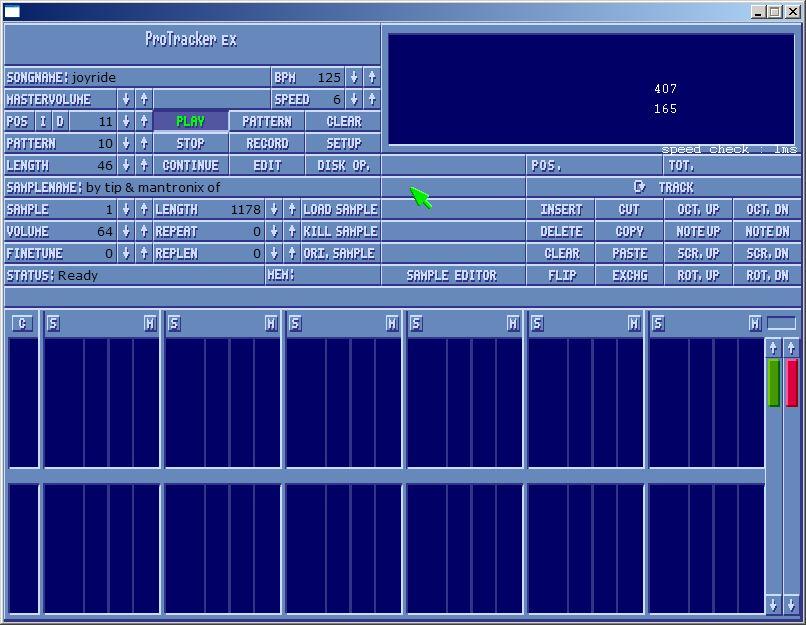 ProTracker EX
407
165
speed check : 1ms
SONGNAME: joyride BPM 125
MASTERVOLUME SPEED 6
POS I D 11 PLAY PATTERN CLEAR
PATTERN 10 STOP RECORD SETUP
LENGTH 46 CONTINUE EDIT DISK OP. POS. TOT.
SAMPLENAME: by tip & mantronix of TRACK
SAMPLE 1 LENGTH 1178 LOAD SAMPLE INSERT CUT OCT. UP OCT. DN
VOLUME 64 REPEAT 0 KILL SAMPLE DELETE COPY NOTE UP NOTE DN
FINETUNE 0 REPLEN 0 ORI. SAMPLE CLEAR PASTE SCR. UP SCR. DN
STATUS: Ready MEM: SAMPLE EDITOR FLIP EXCHG ROT. UP ROT. DN
C S M S M S M S M S M S M